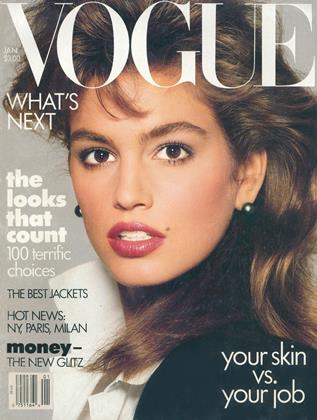 VOGUE
JAN
$3.00
WHAT'S
NEXT
the
looks
that
count
100 terrific
choices
THE BEST JACKETS
HOT NEWS:
NY, PARIS, MILAN
money–
THE NEW GLITZ
your skin
vs.
your job
01